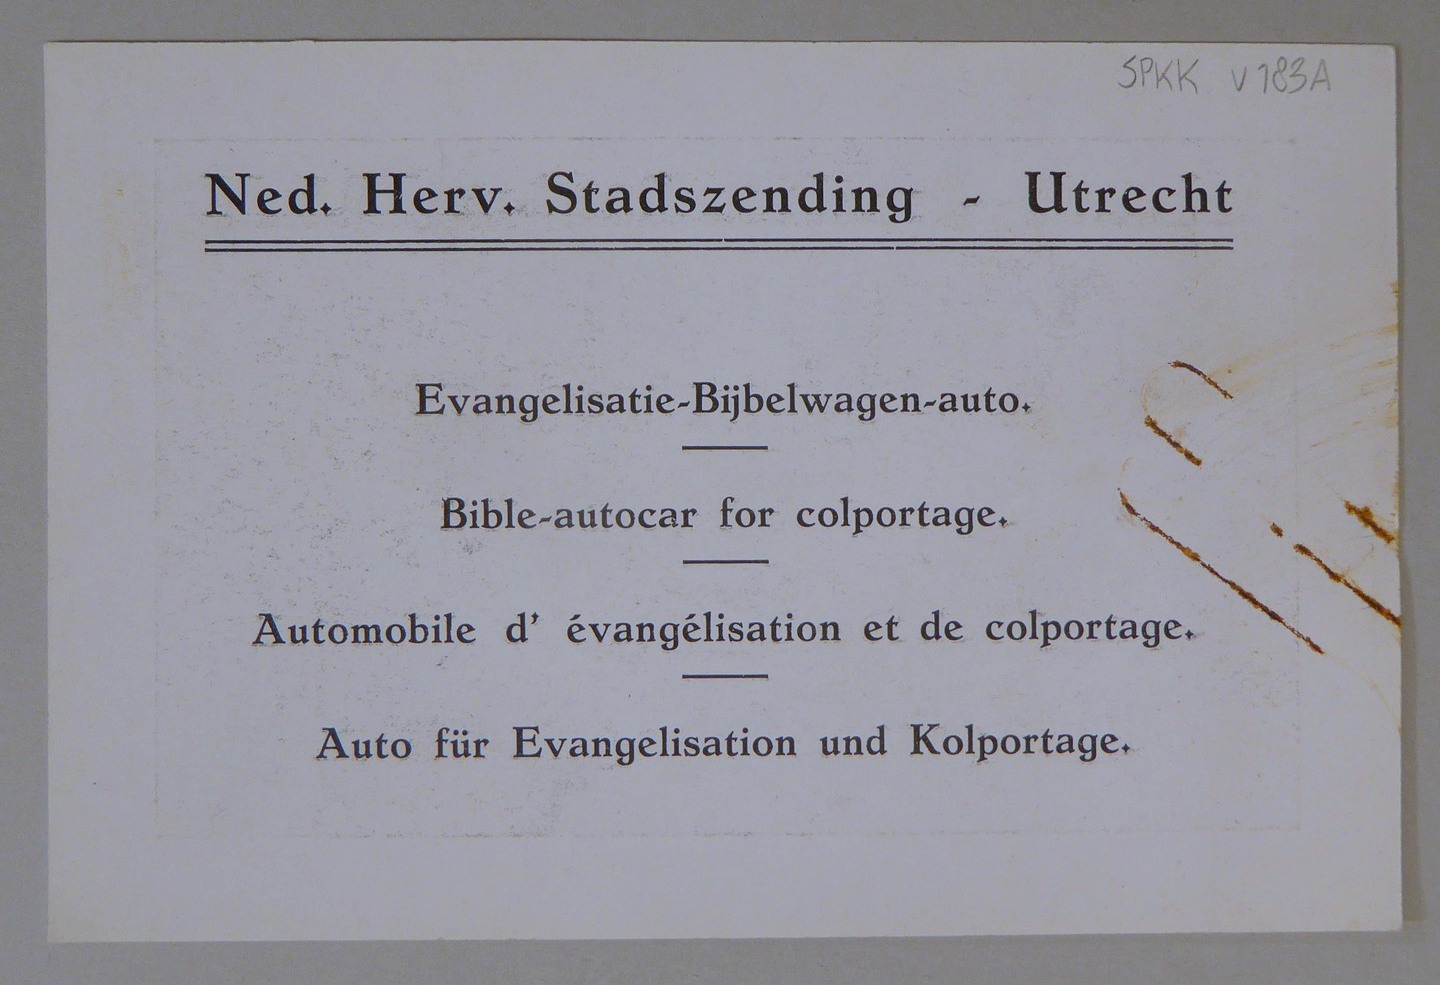 SPKK V183A
Ned. Herv. Stadszending - Utrecht
Evangelisatie-Bijbelwagen-auto.
Bible-autocar for colportage.
Automobile d' évangélisation et de colportage.
Auto für Evangelisation und Kolportage.